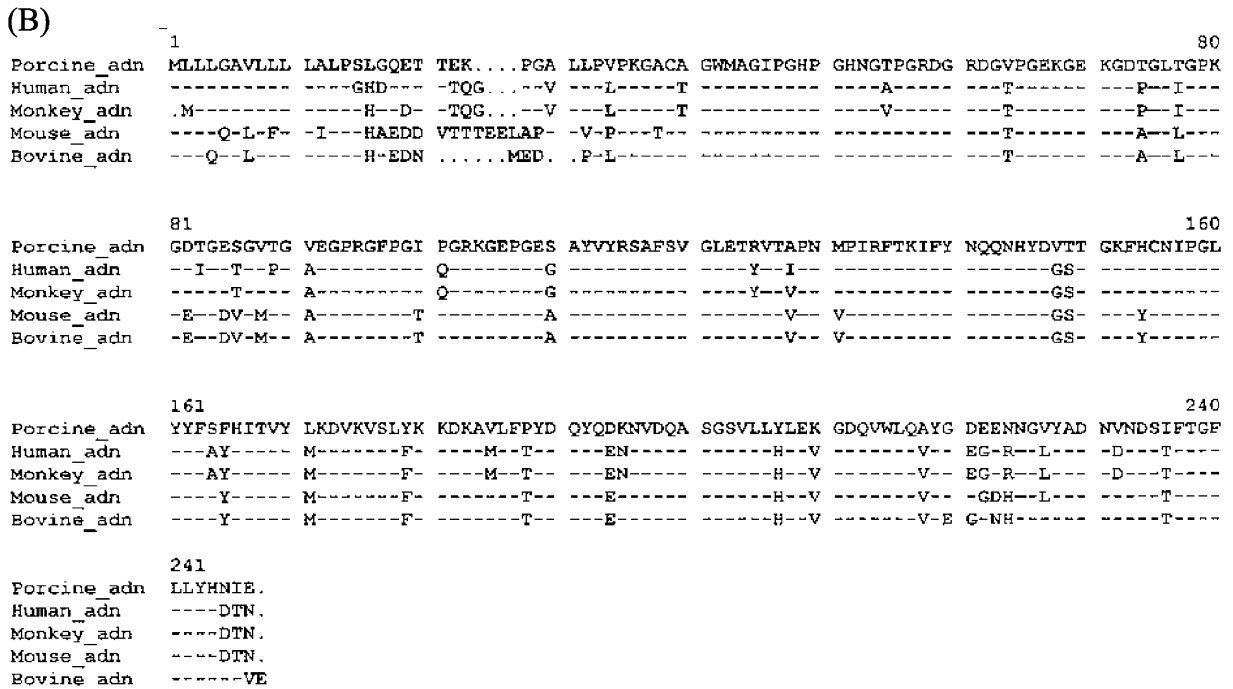 (B)
1 80
Porcine_adn MLLLGAVLLL LALPSLGQET TEK....PGA LLPVPKGACA GWMAGIPGHP GHNGTPGRDG RDGVPGEKGE KGDTGLTGPK
Human_adn ---------- ----GHD--- -TQG...--V ---L-----T ---------- ----A----- ---T------ ---P--I---
Monkey_adn .M-------- -----H--D- -TQG...--V ---L-----T ---------- ----V----- ---T------ ---P--I---
Mouse_adn ----Q-L-F- -I---HAEDD VTTTEELAP- -V-P---T-- ---------- ---------- ---T------ ---A--L---
Bovine_adn ---Q--L--- -----H-EDN ......MED. .P-L------ ---------- ---------- ---T------ ---A--L---
81 160
Porcine_adn GDTGESGVTG VEGPRGFPGI PGRKGEPGES AYVYRSAFSV GLETRVTAPN MPIRFTKIFY NQQNHYDVTT GKFHCNIPGL
Human_adn --I--T--P- A--------- Q--------G ---------- ----Y--I-- ---------- -------GS- ----------
Monkey_adn -----T---- A--------- Q--------G ---------- ----Y--V-- ---------- -------GS- ----------
Mouse_adn -E--DV-M-- A--------T ---------A ---------- -------V-- V--------- -------GS- ---Y------
Bovine_adn -E--DV-M-- A--------T ---------A ---------- -------V-- V--------- -------GS- ---Y------
161 240
Porcine_adn YYFSFHITVY LKDVKVSLYK KDKAVLFPYD QYQDKNVDQA SGSVLLYLEK GDQVWLQAYG DEENNGVYAD NVNDSIFTGF
Human_adn ---AY----- M-------F- ----M--T-- ---EN----- ------H--V -------V-- EG-R--L--- -D---T----
Monkey_adn ---AY----- M-------F- ----M--T-- ---EN----- ------H--V -------V-- EG-R--L--- -D---T----
Mouse_adn ----Y----- M-------F- -------T-- ---E------ ------H--V -------V-- -GDH--L--- -----T----
Bovine_adn ----Y----- M-------F- -------T-- ---E------ ------H--V -------V-E G-NH------ -----T----
241
Porcine_adn LLYHNIE.
Human_adn ----DTN.
Monkey_adn ----DTN.
Mouse_adn ----DTN.
Bovine_adn ------VE